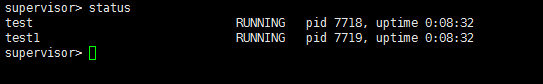 supervisor> status
test                             RUNNING   pid 7718, uptime 0:08:32
test1                            RUNNING   pid 7719, uptime 0:08:32
supervisor>